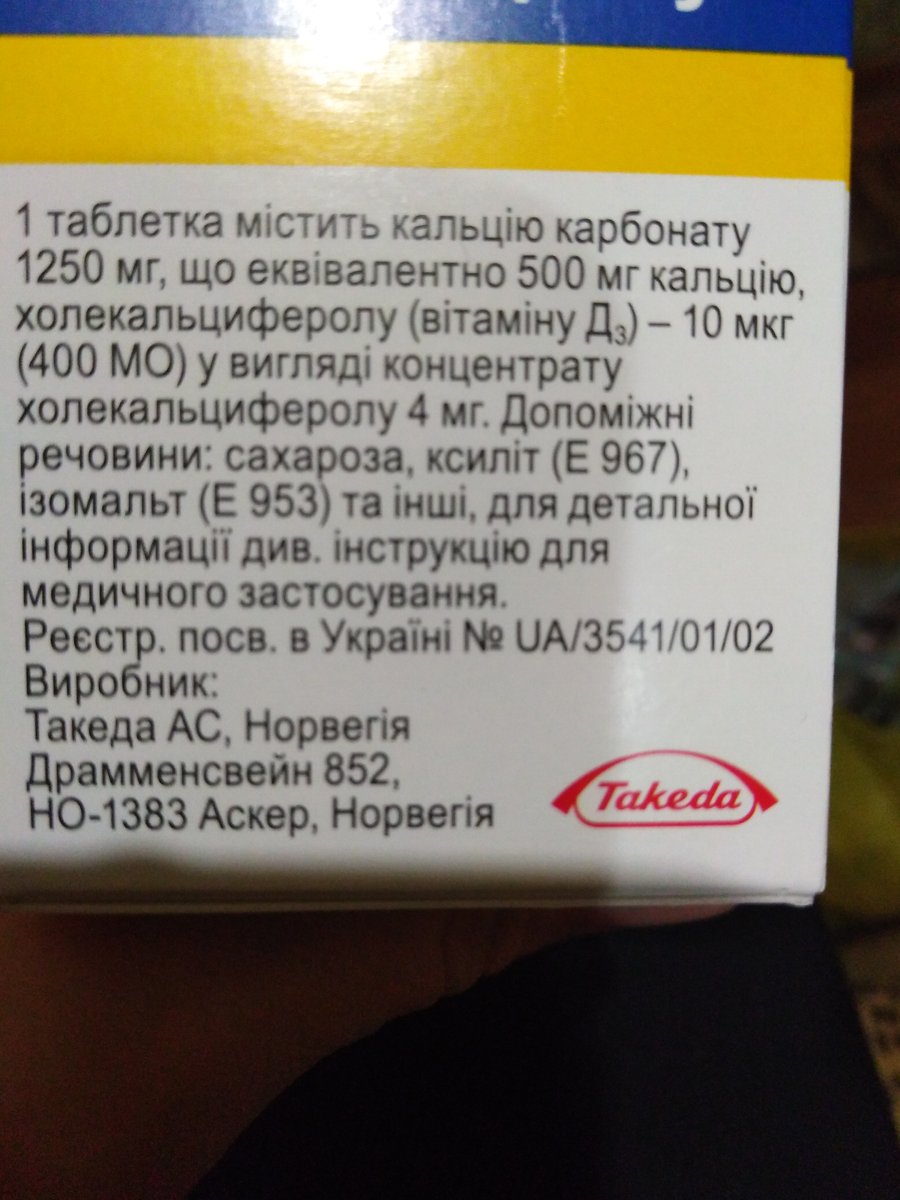 1 таблетка містить кальцію карбонату
1250 мг, що еквівалентно 500 мг кальцію,
холекальциферолу (вітаміну Д₃) – 10 мкг
(400 МО) у вигляді концентрату
холекальциферолу 4 мг. Допоміжні
речовини: сахароза, ксиліт (Е 967),
ізомальт (Е 953) та інші, для детальної
інформації див. інструкцію для
медичного застосування.
Реєстр. посв. в Україні № UA/3541/01/02
Виробник:
Такеда АС, Норвегія
Драмменсвейн 852,
НО-1383 Аскер, Норвегія
Takeda